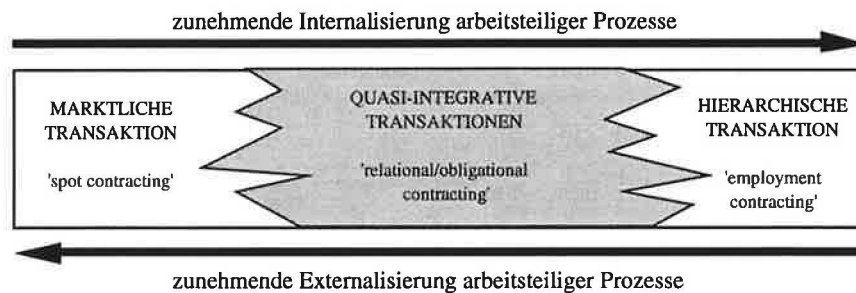 zunehmende Internalisierung arbeitsteiliger Prozesse
MARKTLICHE
TRANSAKTION
'spot contracting'
QUASI-INTEGRATIVE
TRANSAKTIONEN
'relational/obligational
contracting'
HIERARCHISCHE
TRANSAKTION
'employment
contracting'
zunehmende Externalisierung arbeitsteiliger Prozesse